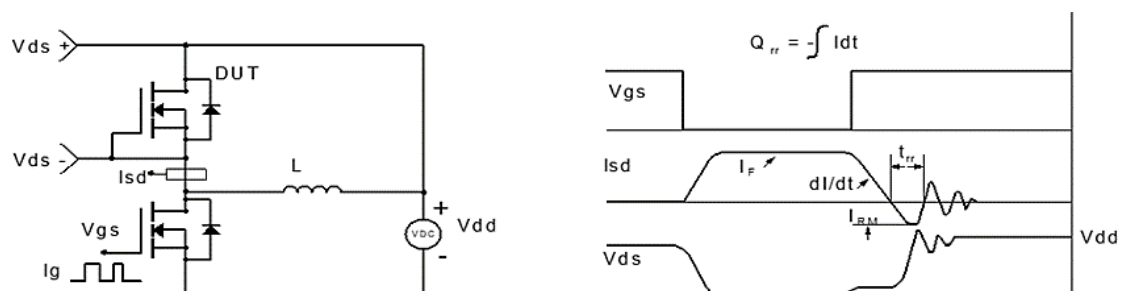 Vds +
DUT
Vds -
Isd
L
Vgs
+
VDC
Vdd
-
Ig
Q rr = - ∫ Idt
Vgs
Isd
I F
dI/dt
t rr
I RM
Vds
Vdd